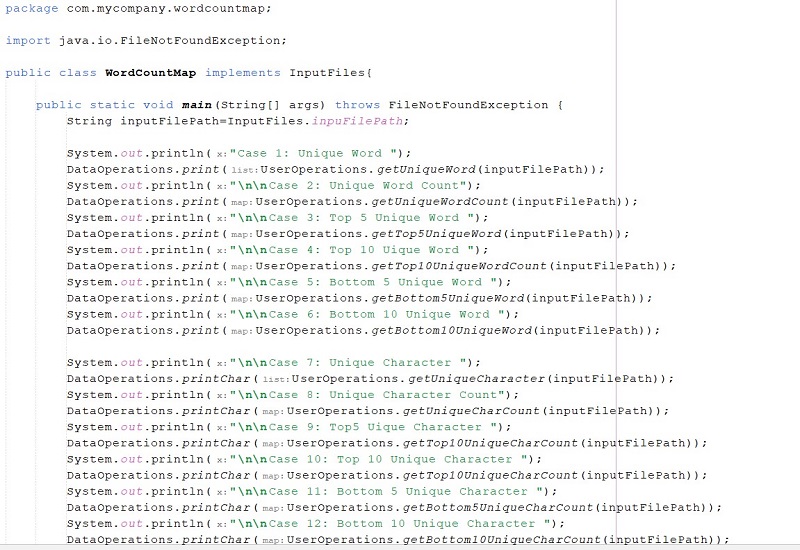 package com.mycompany.wordcountmap;
import java.io.FileNotFoundException;
public class WordCountMap implements InputFiles{
public static void main(String[] args) throws FileNotFoundException {
String inputFilePath=InputFiles.inpuFilePath;
System.out.println( x:"Case 1: Unique Word ");
DataOperations.print( list:UserOperations.getUniqueWord(inputFilePath));
System.out.println( x:"\n\nCase 2: Unique Word Count");
DataOperations.print( map:UserOperations.getUniqueWordCount(inputFilePath));
System.out.println( x:"\n\nCase 3: Top 5 Unique Word ");
DataOperations.print( map:UserOperations.getTop5UniqueWord(inputFilePath));
System.out.println( x:"\n\nCase 4: Top 10 Uique Word ");
DataOperations.print( map:UserOperations.getTop10UniqueWordCount(inputFilePath));
System.out.println( x:"\n\nCase 5: Bottom 5 Unique Word ");
DataOperations.print( map:UserOperations.getBottom5UniqueWord(inputFilePath));
System.out.println( x:"\n\nCase 6: Bottom 10 Unique Word ");
DataOperations.print( map:UserOperations.getBottom10UniqueWord(inputFilePath));
System.out.println( x:"\n\nCase 7: Unique Character ");
DataOperations.printChar( list:UserOperations.getUniqueCharacter(inputFilePath));
System.out.println( x:"\n\nCase 8: Unique Character Count");
DataOperations.printChar( map:UserOperations.getUniqueCharCount(inputFilePath));
System.out.println( x:"\n\nCase 9: Top5 Uique Character ");
DataOperations.printChar( map:UserOperations.getTop10UniqueCharCount(inputFilePath));
System.out.println( x:"\n\nCase 10: Top 10 Unique Character ");
DataOperations.printChar( map:UserOperations.getTop10UniqueCharCount(inputFilePath));
System.out.println( x:"\n\nCase 11: Bottom 5 Unique Character ");
DataOperations.printChar( map:UserOperations.getBottom5UniqueCharCount(inputFilePath));
System.out.println( x:"\n\nCase 12: Bottom 10 Unique Character ");
DataOperations.printChar( map:UserOperations.getBottom10UniqueCharCount(inputFilePath));